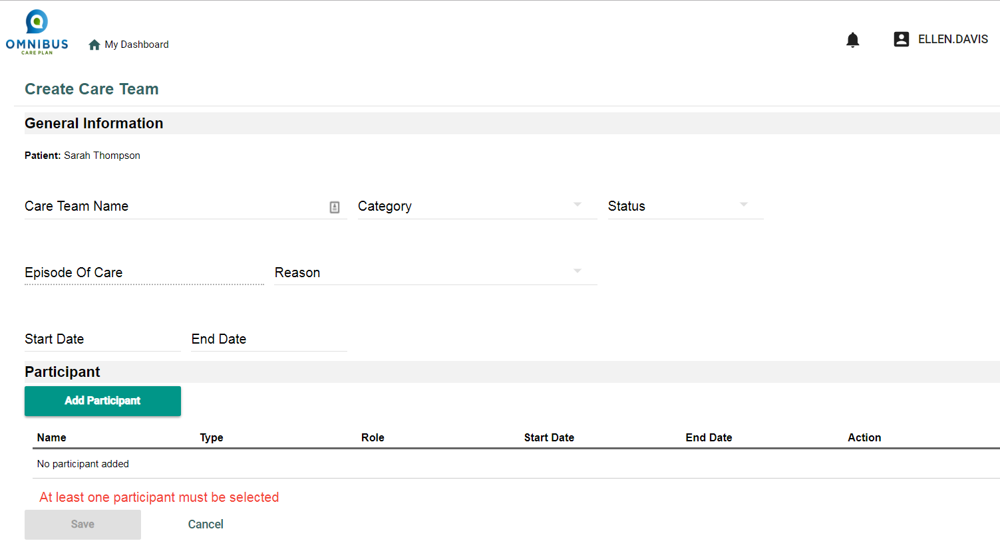 OMNIBUS
CARE PLAN
My Dashboard
ELLEN.DAVIS
Create Care Team
General Information
Patient: Sarah Thompson
Care Team Name
Category
Status
Episode Of Care
Reason
Start Date
End Date
Participant
Add Participant
Name Type Role Start Date End Date Action
No participant added
At least one participant must be selected
Save
Cancel